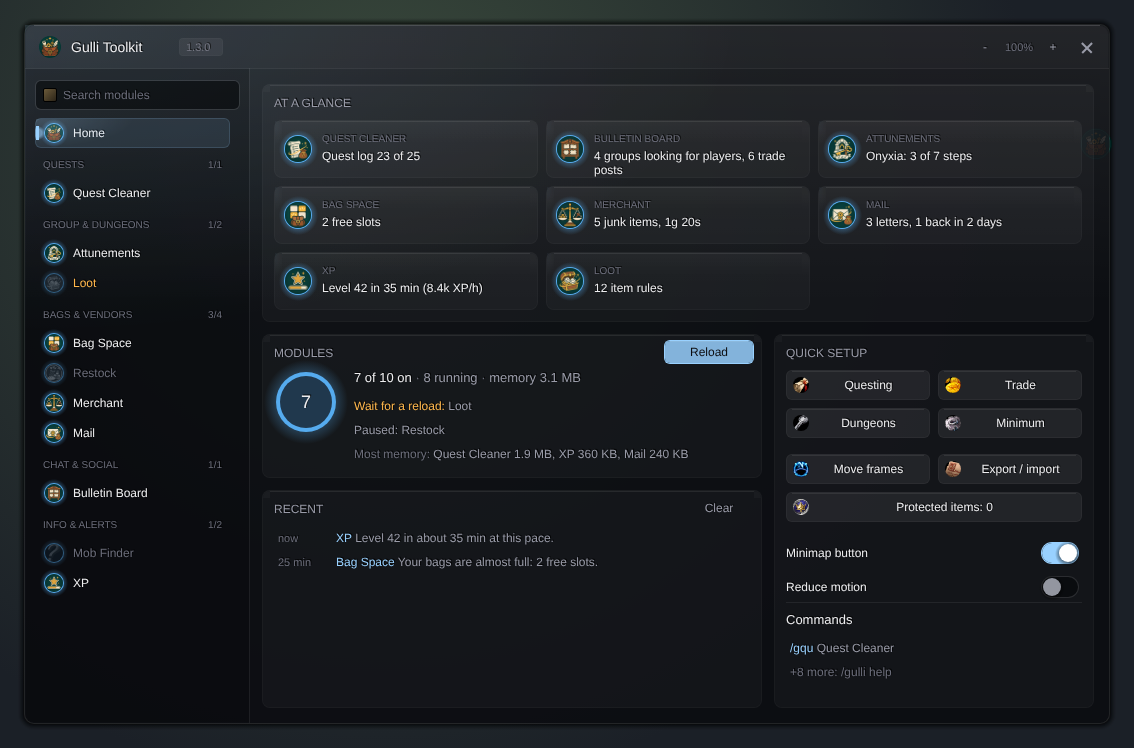 Gulli Toolkit
1.3.0
- 100% +
Search modules
Home
QUESTS 1/1
Quest Cleaner
GROUP & DUNGEONS 1/2
Attunements
Loot
BAGS & VENDORS 3/4
Bag Space
Restock
Merchant
Mail
CHAT & SOCIAL 1/1
Bulletin Board
INFO & ALERTS 1/2
Mob Finder
XP
AT A GLANCE
QUEST CLEANER
Quest log 23 of 25
BULLETIN BOARD
4 groups looking for players, 6 trade
posts
ATTUNEMENTS
Onyxia: 3 of 7 steps
BAG SPACE
2 free slots
MERCHANT
5 junk items, 1g 20s
MAIL
3 letters, 1 back in 2 days
XP
Level 42 in 35 min (8.4k XP/h)
LOOT
12 item rules
MODULES
Reload
7
7 of 10 on · 8 running · memory 3.1 MB
Wait for a reload: Loot
Paused: Restock
Most memory: Quest Cleaner 1.9 MB, XP 360 KB, Mail 240 KB
RECENT
Clear
now XP Level 42 in about 35 min at this pace.
25 min Bag Space Your bags are almost full: 2 free slots.
QUICK SETUP
Questing
Trade
Dungeons
Minimum
Move frames
Export / import
Protected items: 0
Minimap button
Reduce motion
Commands
/gqu Quest Cleaner
+8 more: /gulli help